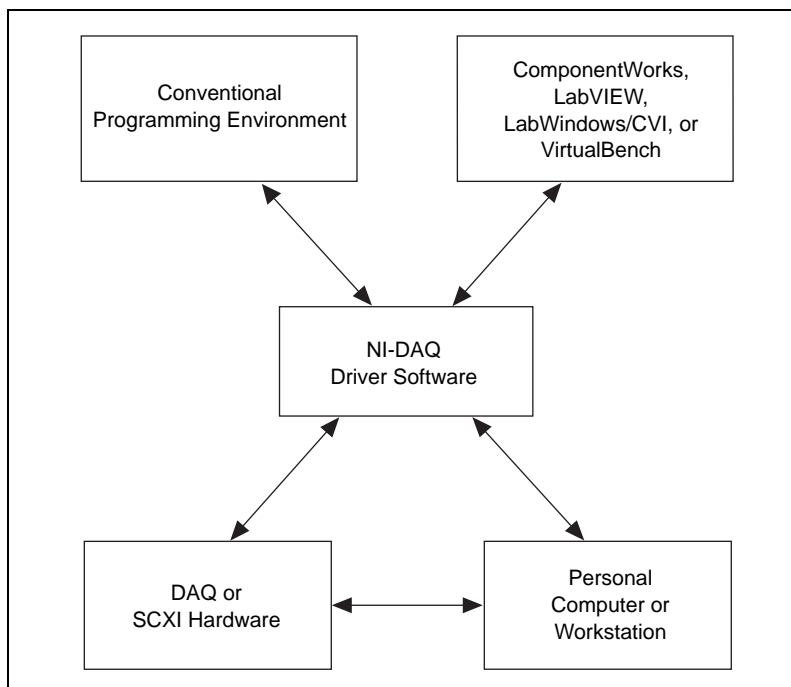 Conventional
Programming Environment
ComponentWorks,
LabVIEW,
LabWindows/CVI, or
VirtualBench
NI-DAQ
Driver Software
DAQ or
SCXI Hardware
Personal
Computer or
Workstation